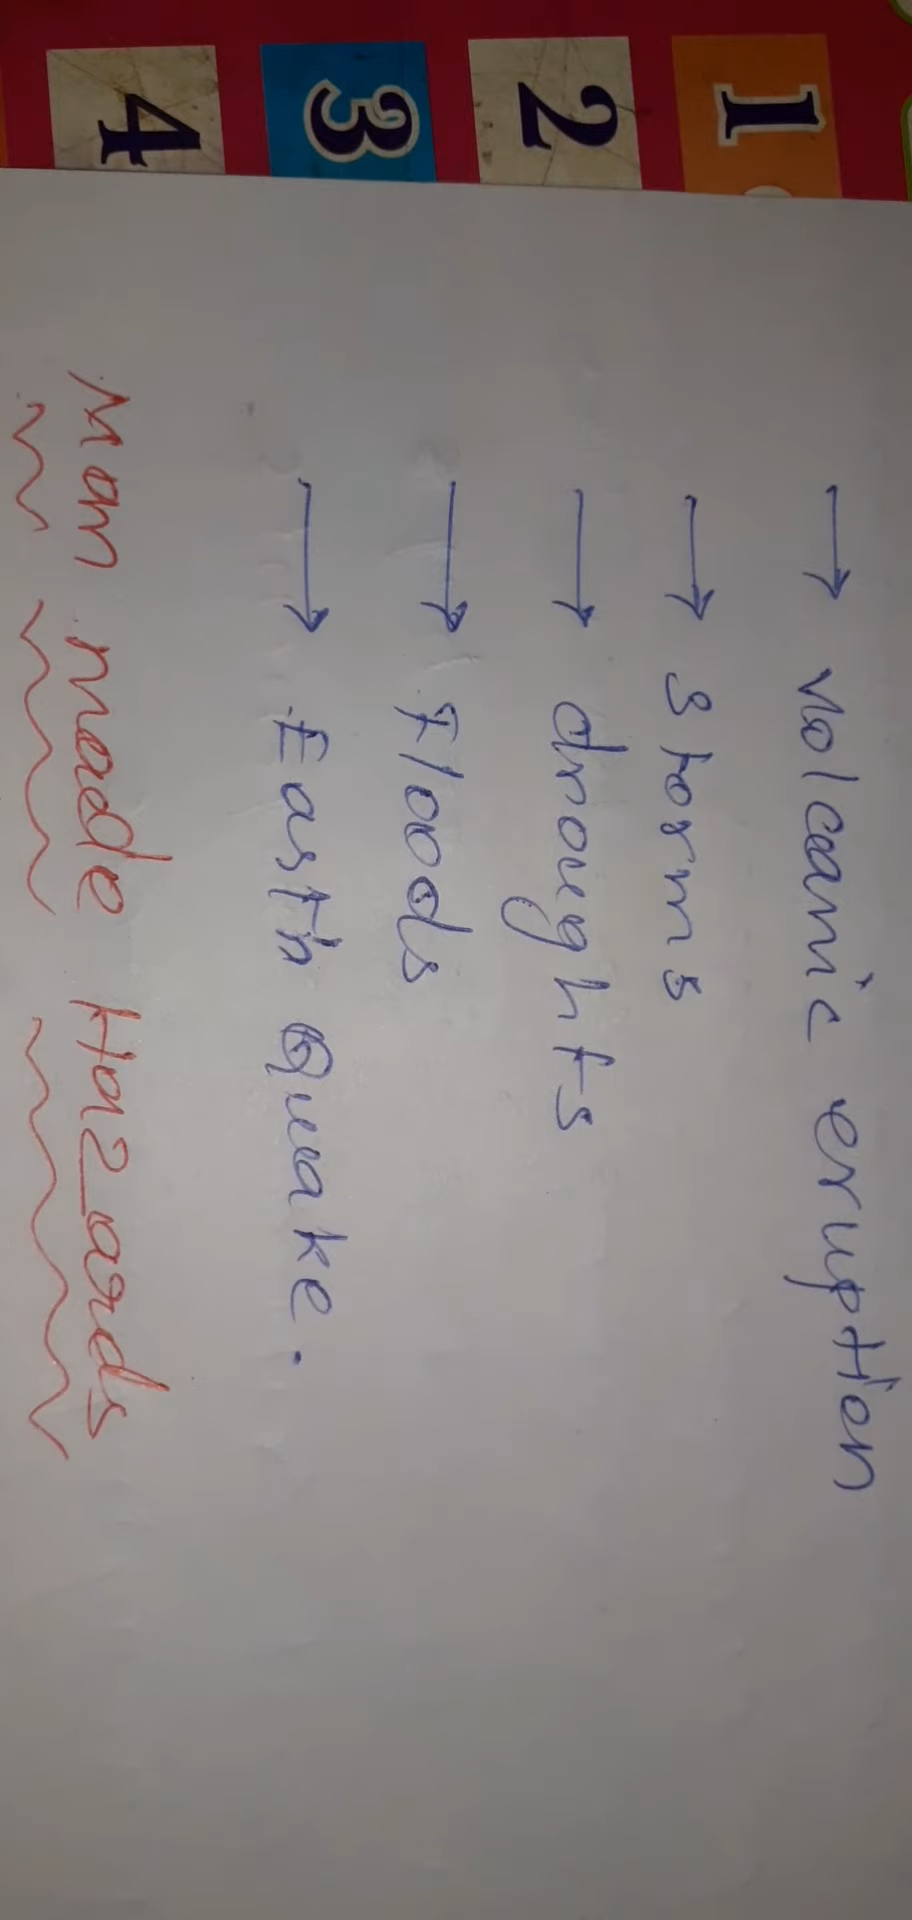 1
2
3
4
→ volcanic eruption
→ storms
→ droughts
→ Floods
→ Earth Quake.
Man made Hazards